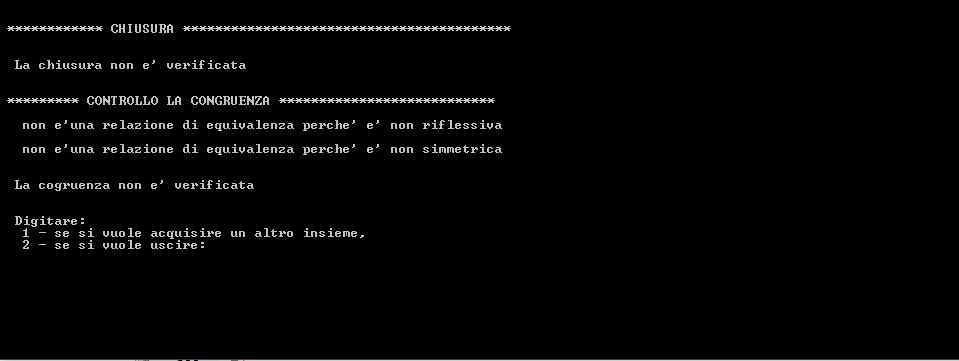 ************ CHIUSURA *****************************************
La chiusura non e' verificata
********* CONTROLLO LA CONGRUENZA ***************************
non e'una relazione di equivalenza perche' e' non riflessiva
non e'una relazione di equivalenza perche' e' non simmetrica
La cogruenza non e' verificata
Digitare:
1 - se si vuole acquisire un altro insieme,
2 - se si vuole uscire: